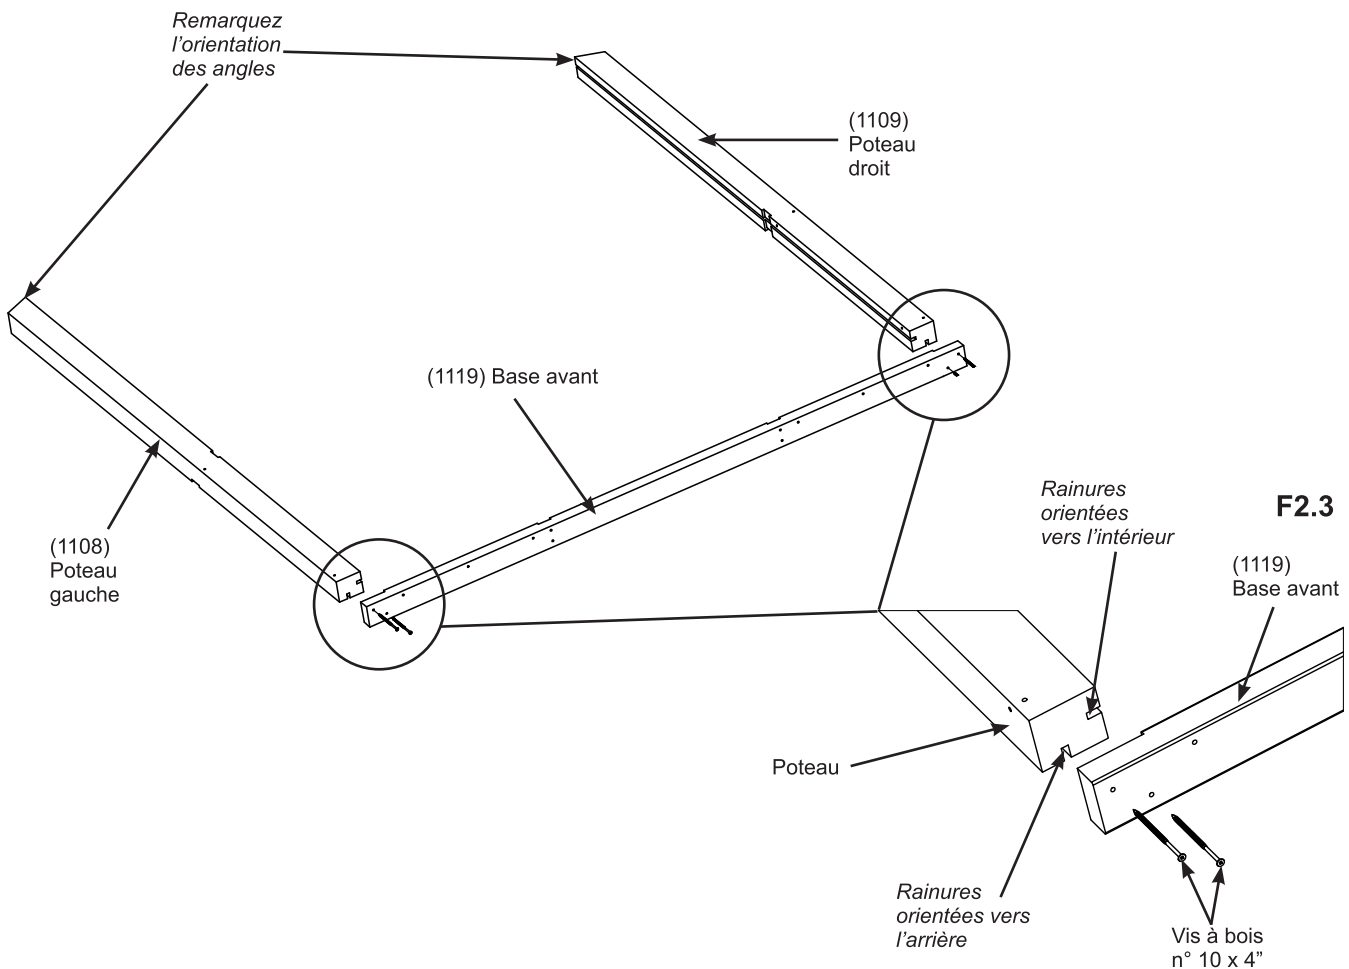 Remarquez
l'orientation
des angles
(1109)
Poteau
droit
(1119) Base avant
(1108)
Poteau
gauche
Rainures
orientées
vers l'intérieur
F2.3
(1119)
Base avant
Poteau
Rainures
orientées vers
l'arrière
Vis à bois
n° 10 x 4”